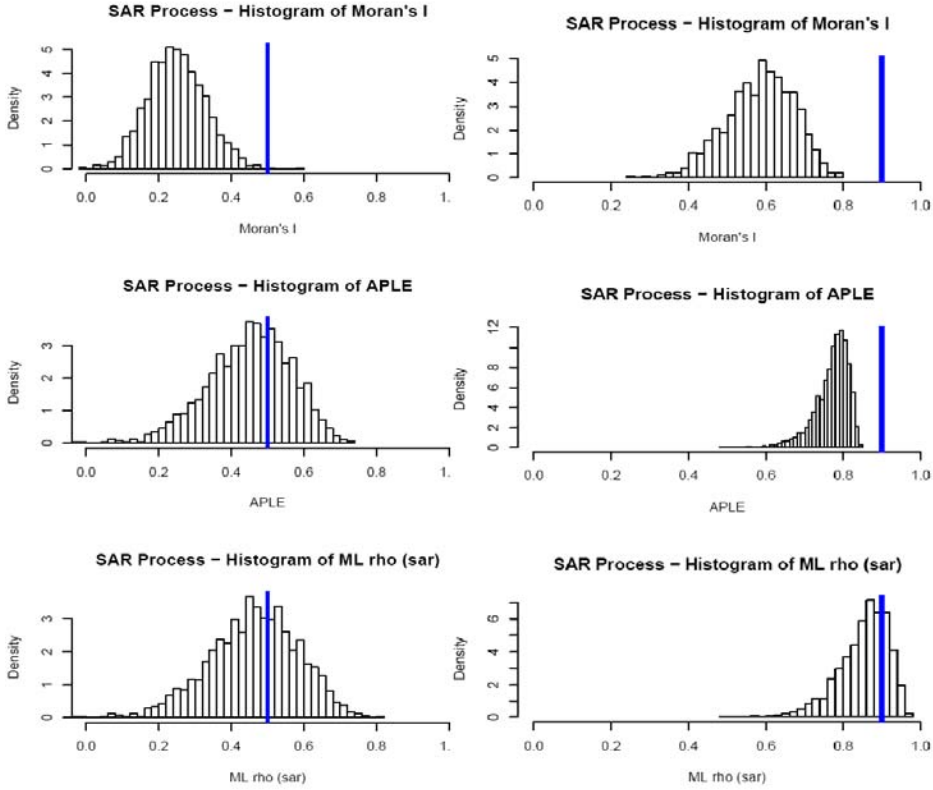 SAR Process − Histogram of Moran's I
Density
0 1 2 3 4 5
0.0 0.2 0.4 0.6 0.8 1.
Moran's I
SAR Process − Histogram of Moran's I
Density
0 1 2 3 4 5
0.0 0.2 0.4 0.6 0.8 1.0
Moran's I
SAR Process − Histogram of APLE
Density
0 1 2 3
0.0 0.2 0.4 0.6 0.8 1.
APLE
SAR Process − Histogram of APLE
Density
0 2 4 6 8 12
0.0 0.2 0.4 0.6 0.8 1.0
APLE
SAR Process − Histogram of ML rho (sar)
Density
0 1 2 3
0.0 0.2 0.4 0.6 0.8 1.
ML rho (sar)
SAR Process − Histogram of ML rho (sar)
Density
0 2 4 6
0.0 0.2 0.4 0.6 0.8 1.0
ML rho (sar)